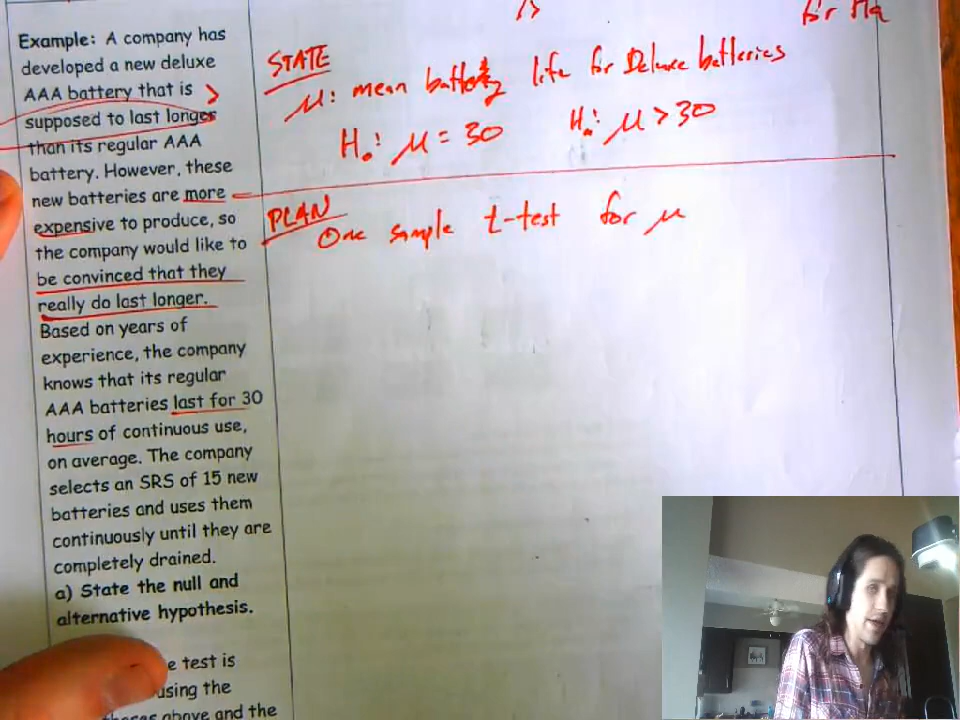 for Ha
Example: A company has
developed a new deluxe
AAA battery that is
supposed to last longer
than its regular AAA
battery. However, these
new batteries are more
expensive to produce, so
the company would like to
be convinced that they
really do last longer.
Based on years of
experience, the company
knows that its regular
AAA batteries last for 30
hours of continuous use,
on average. The company
selects an SRS of 15 new
batteries and uses them
continuously until they are
completely drained.
a) State the null and
alternative hypothesis.
e test is
using the
above and the
STATE
μ: mean battery life for Deluxe batteries
H₀: μ = 30 Hₐ: μ > 30
PLAN
One sample t-test for μ